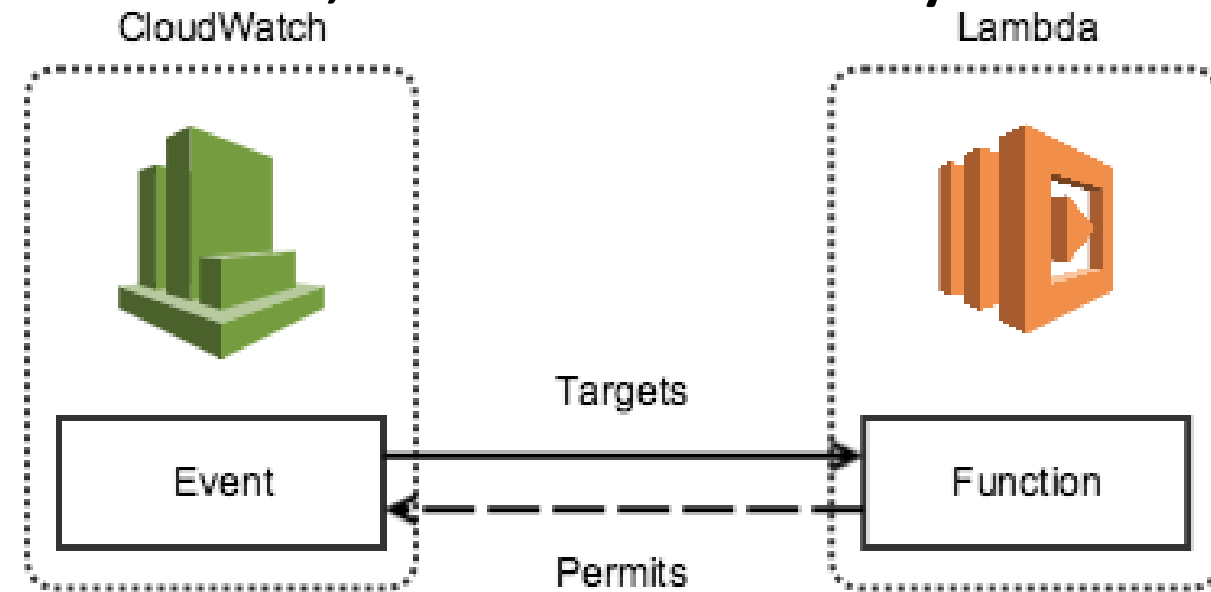 CloudWatch
Lambda
Targets
Event
Function
Permits